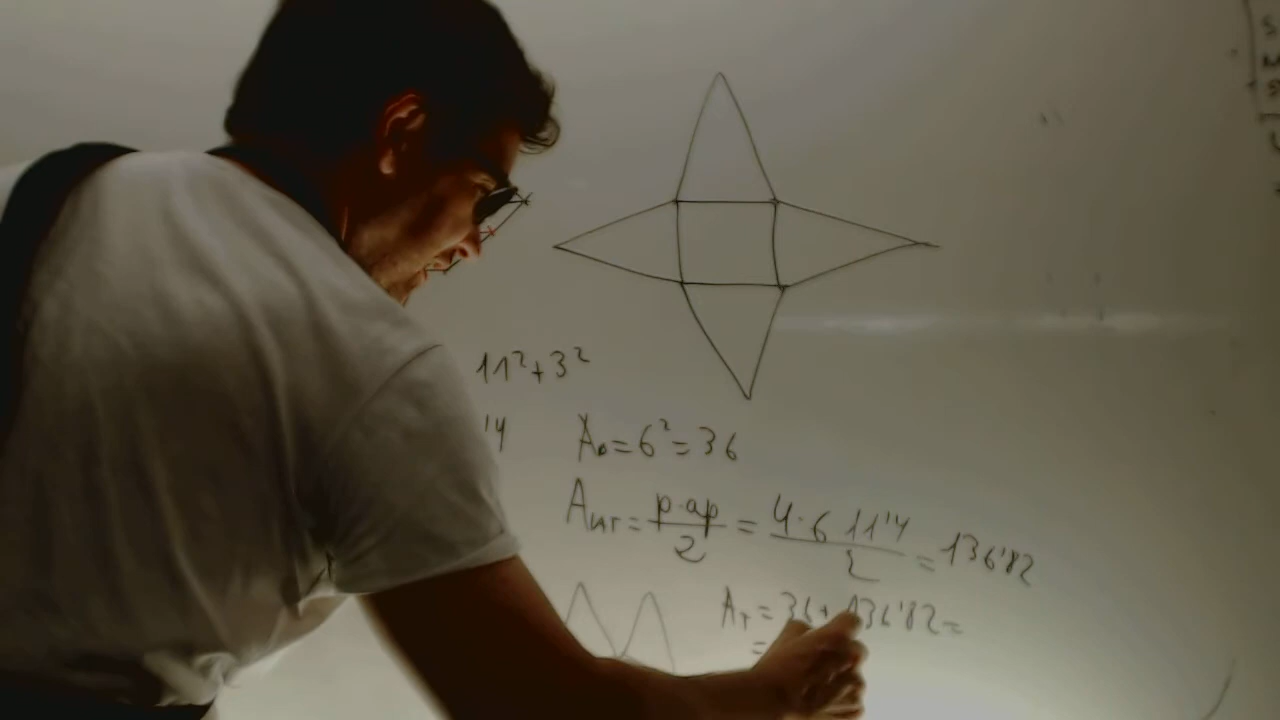 11²+3²
'4
A₀=6²=36
Aₗₐₜ= p·ap/2 = 4·6 11'4/2 = 136'82
Aₜ = 36+136'82 =
=